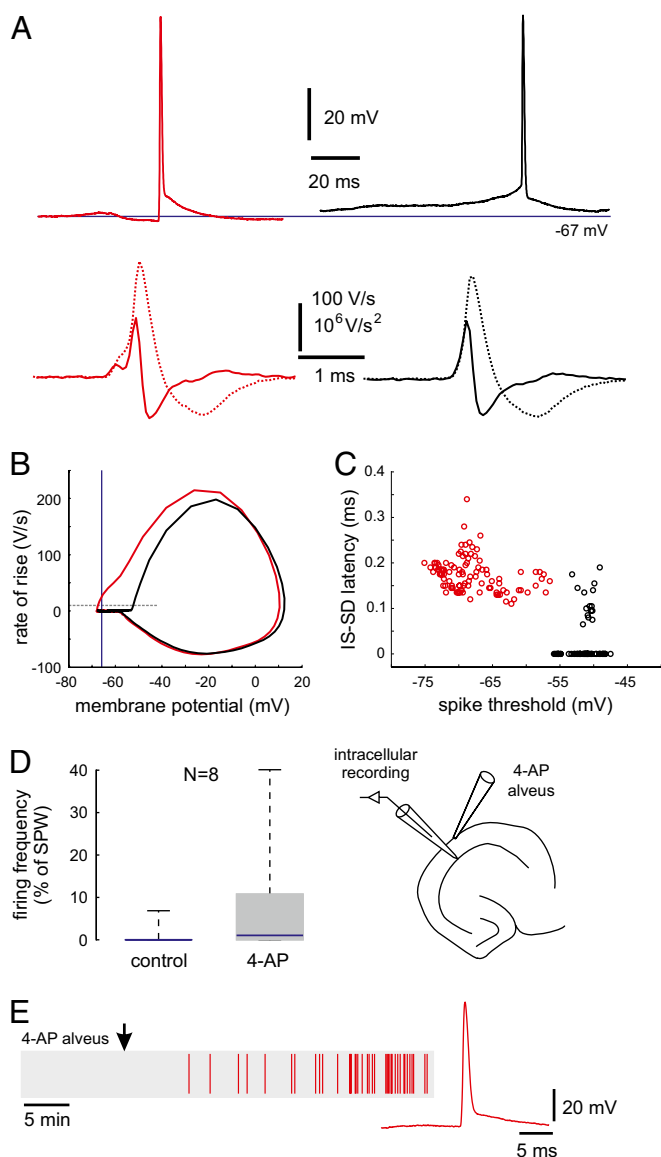 A
20 mV
20 ms
-67 mV
100 V/s
10⁶V/s²
1 ms
B
rate of rise (V/s)
200
100
0
-100
-80
-60
-40
-20
0
20
membrane potential (mV)
C
IS-SD latency (ms)
0.4
0.3
0.2
0.1
0
-75
-65
-55
-45
spike threshold (mV)
D
firing frequency
(% of SPW)
40
30
20
10
0
N=8
control
4-AP
intracellular
recording
4-AP
alveus
E
4-AP alveus
5 min
20 mV
5 ms